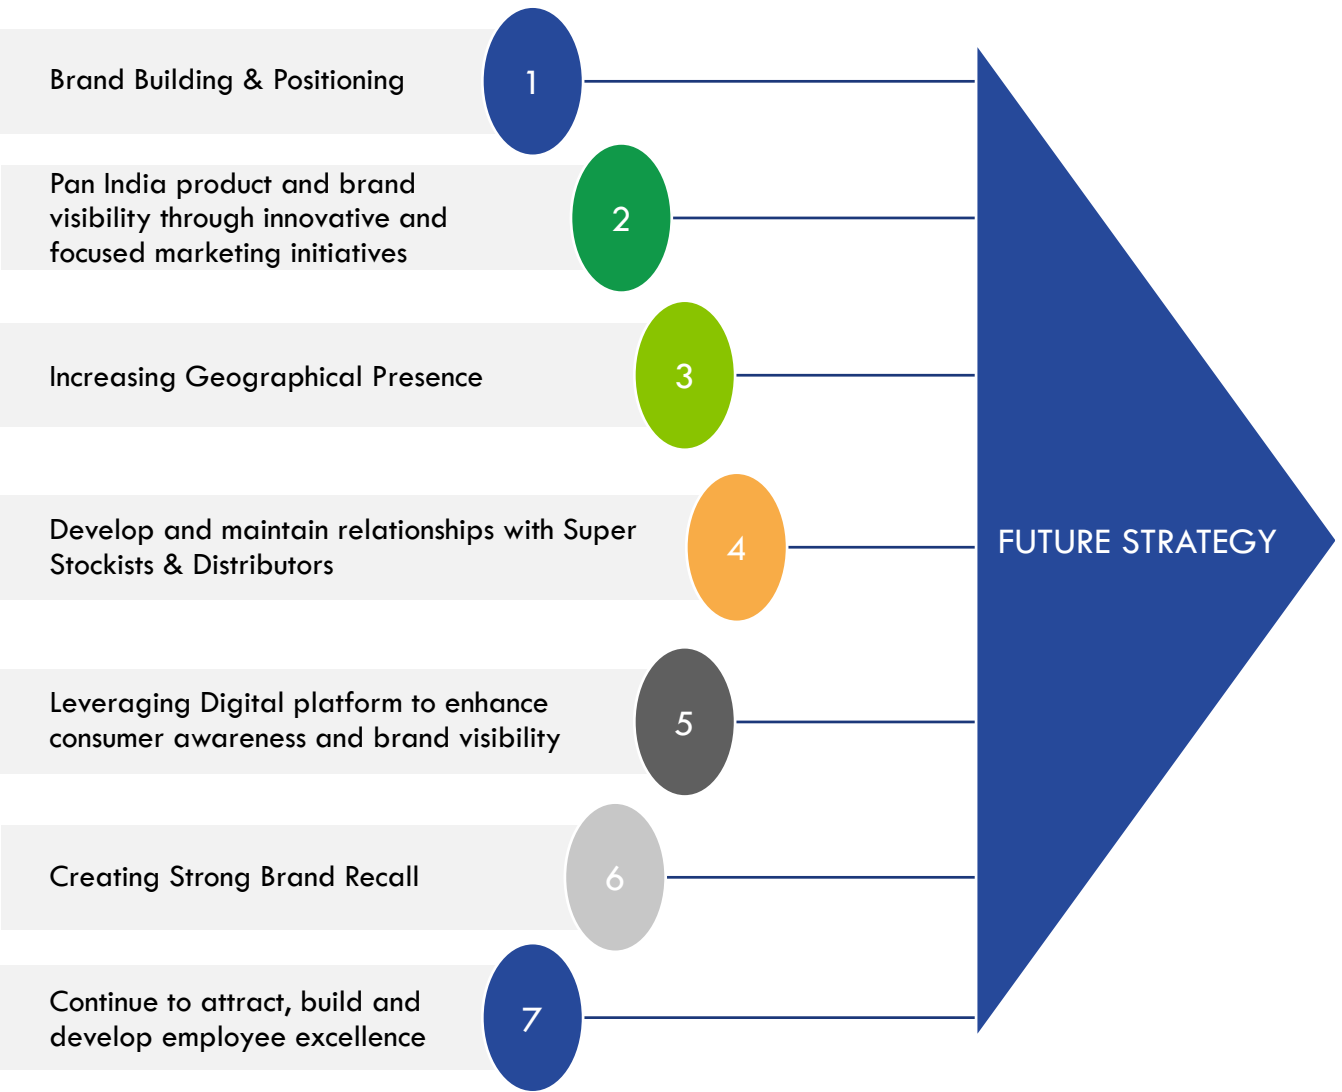 Brand Building & Positioning
1
Pan India product and brand
visibility through innovative and
focused marketing initiatives
2
Increasing Geographical Presence
3
Develop and maintain relationships with Super
Stockists & Distributors
4
FUTURE STRATEGY
Leveraging Digital platform to enhance
consumer awareness and brand visibility
5
Creating Strong Brand Recall
6
Continue to attract, build and
develop employee excellence
7